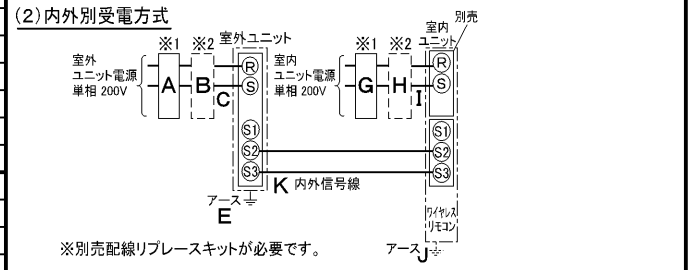 (2)内外別受電方式
室外
ユニット電源
単相 200V
※1
A
※2
B
C
室外ユニット
R
S
S1
S2
S3
アース
E
K 内外信号線
室内
ユニット電源
単相 200V
※1
G
※2
H
I
室内
ユニット
別売
R
S
S1
S2
S3
ワイヤレス
リモコン
アース J
※別売配線リプレースキットが必要です。